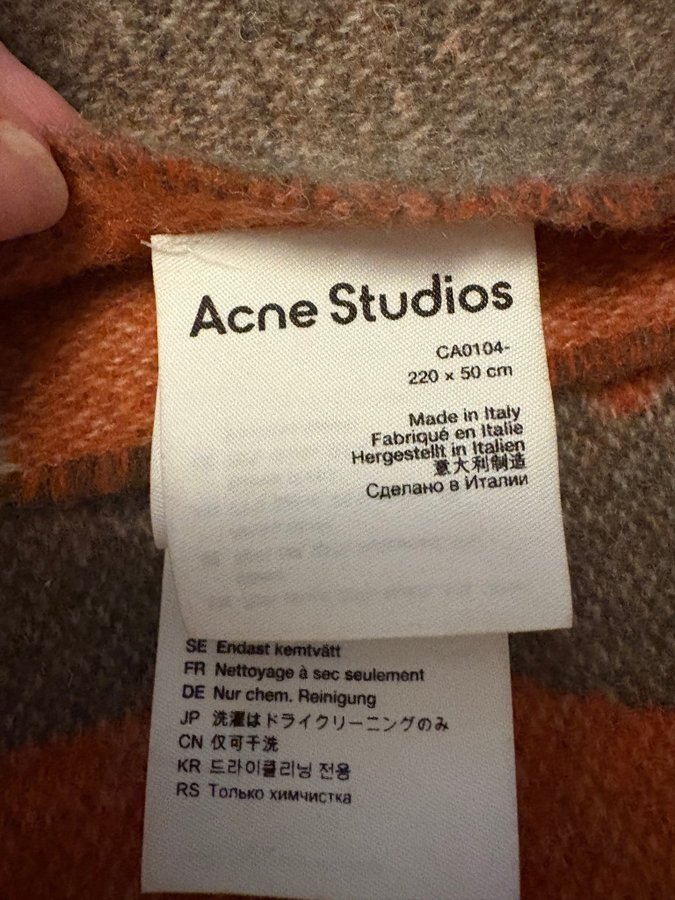 Acne Studios
CA0104-
220 × 50 cm
Made in Italy
Fabriqué en Italie
Hergestellt in Italien
意大利制造
Сделано в Италии
SE Endast kemtvätt
FR Nettoyage à sec seulement
DE Nur chem. Reinigung
JP 洗濯はドライクリーニングのみ
CN 仅可干洗
KR 드라이클리닝 전용
RS Только химчистка